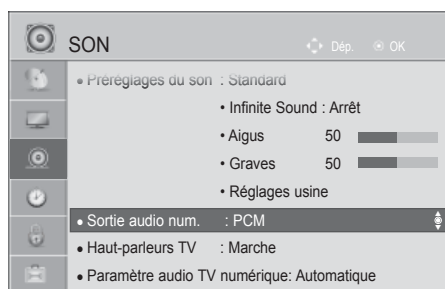 SON
Dép. OK
• Préréglages du son : Standard
• Infinite Sound : Arrêt
• Aigus 50
• Graves 50
• Réglages usine
• Sortie audio num. : PCM
• Haut-parleurs TV : Marche
• Paramètre audio TV numérique: Automatique